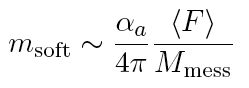 m_soft ∼ α_a/4π ⟨F⟩/M_mess